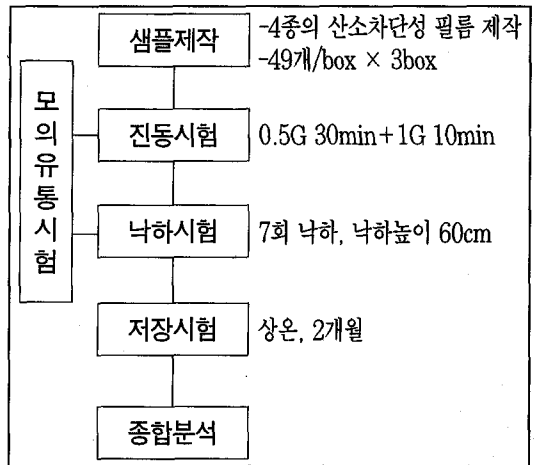 샘플제작
-4종의 산소차단성 필름 제작
-49개/box × 3box
모의유통시험
진동시험
0.5G 30min+1G 10min
낙하시험
7회 낙하, 낙하높이 60cm
저장시험
상온, 2개월
종합분석